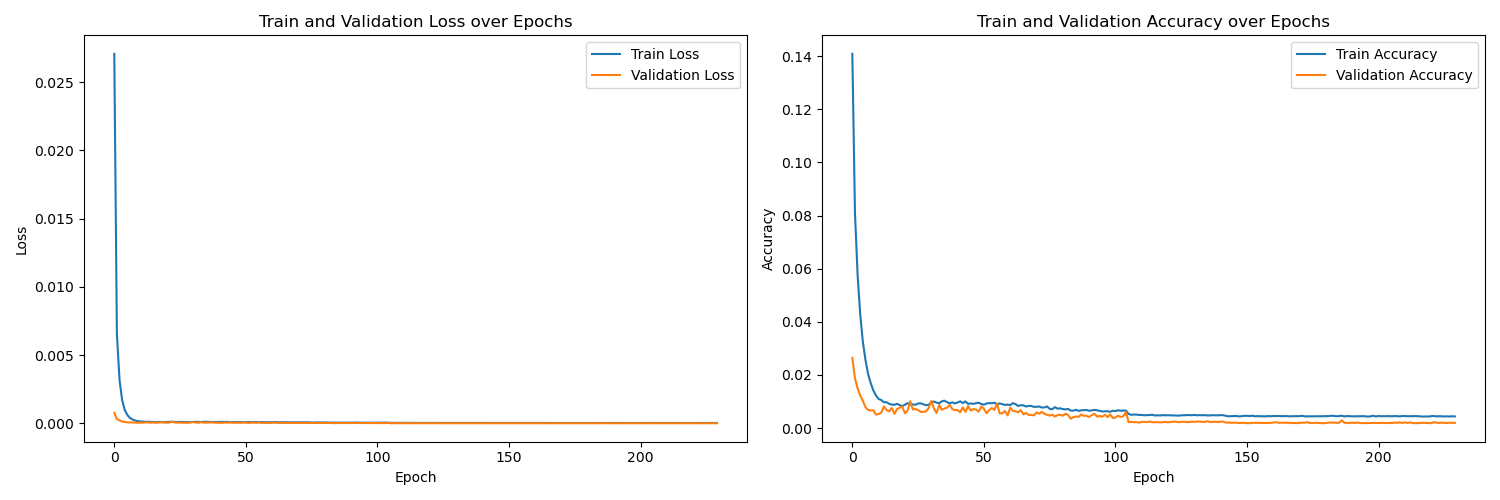 Train and Validation Loss over Epochs
Train Loss
Validation Loss
0.025
0.020
0.015
0.010
0.005
0.000
Loss
0
50
100
150
200
Epoch
Train and Validation Accuracy over Epochs
Train Accuracy
Validation Accuracy
0.14
0.12
0.10
0.08
0.06
0.04
0.02
0.00
Accuracy
0
50
100
150
200
Epoch